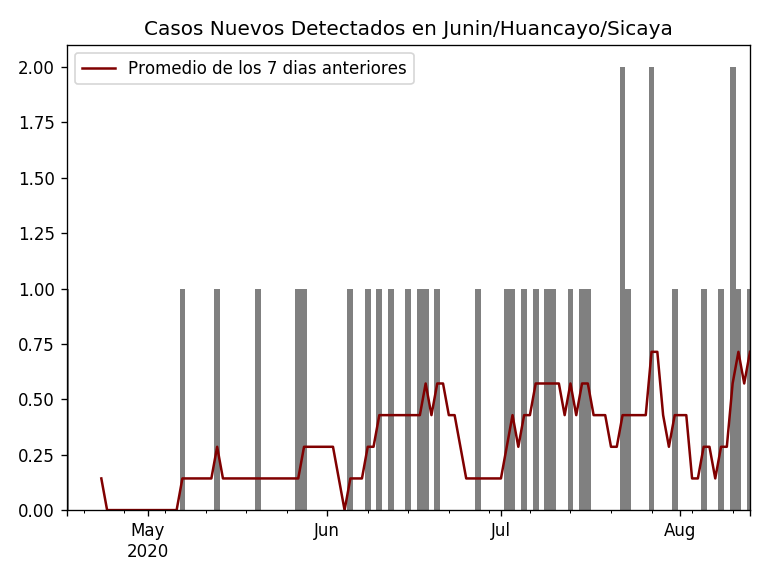 Casos Nuevos Detectados en Junin/Huancayo/Sicaya
Promedio de los 7 dias anteriores
2.00
1.75
1.50
1.25
1.00
0.75
0.50
0.25
0.00
May
2020
Jun
Jul
Aug